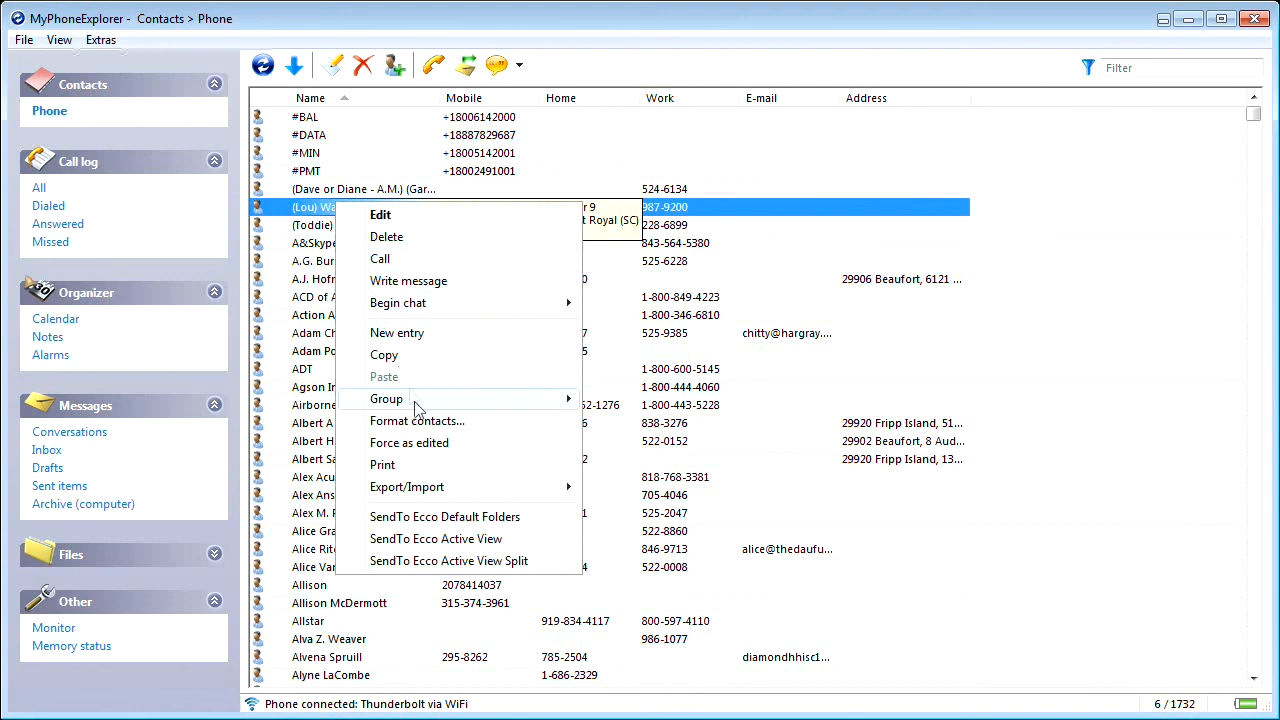 MyPhoneExplorer - Contacts > Phone
File View Extras
Contacts
Phone
Call log
All
Dialed
Answered
Missed
Organizer
Calendar
Notes
Alarms
Messages
Conversations
Inbox
Drafts
Sent items
Archive (computer)
Files
Other
Monitor
Memory status
Filter
Name Mobile Home Work E-mail Address
#BAL +18006142000
#DATA +18887829687
#MIN +18005142001
#PMT +18002491001
(Dave or Diane - A.M.) (Gar... 524-6134
(Lou) Wa r 9 987-9200
t Royal (SC)
(Toddie) 228-6899
A&Skype 843-564-5380
A.G. Bur 525-6228
A.J. Hofr 0 29906 Beaufort, 6121 ...
ACD of A 1-800-849-4223
Action A 1-800-346-6810
Adam Ch 7 525-9385 chitty@hargray....
Adam Po 5
ADT 1-800-600-5145
Agson In 1-800-444-4060
Airborne 2-1276 1-800-443-5228
Albert A 6 838-3276 29920 Fripp Island, 51...
Albert H 522-0152 29902 Beaufort, 8 Aud...
Albert Sa 2 29920 Fripp Island, 13...
Alex Acu 818-768-3381
Alex Ans 705-4046
Alex M. F 525-2047
Alice Gra 522-8860
Alice Rit 846-9713 alice@thedaufu...
Alice Var 4 522-0008
Allison 2078414037
Allison McDermott 315-374-3961
Allstar 919-834-4117 800-597-4110
Alva Z. Weaver 986-1077
Alvena Spruill 295-8262 785-2504 diamondhhisc1...
Alyne LaCombe 1-686-2329
Edit
Delete
Call
Write message
Begin chat
New entry
Copy
Paste
Group
Format contacts...
Force as edited
Print
Export/Import
SendTo Ecco Default Folders
SendTo Ecco Active View
SendTo Ecco Active View Split
Phone connected: Thunderbolt via WiFi 6 / 1732